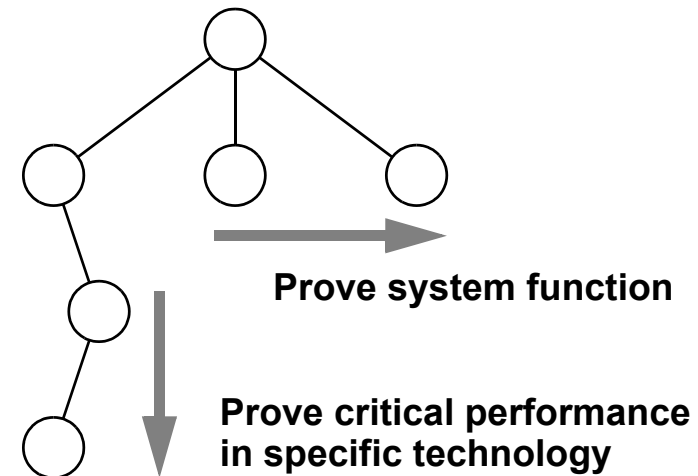 Prove system function
Prove critical performance
in specific technology